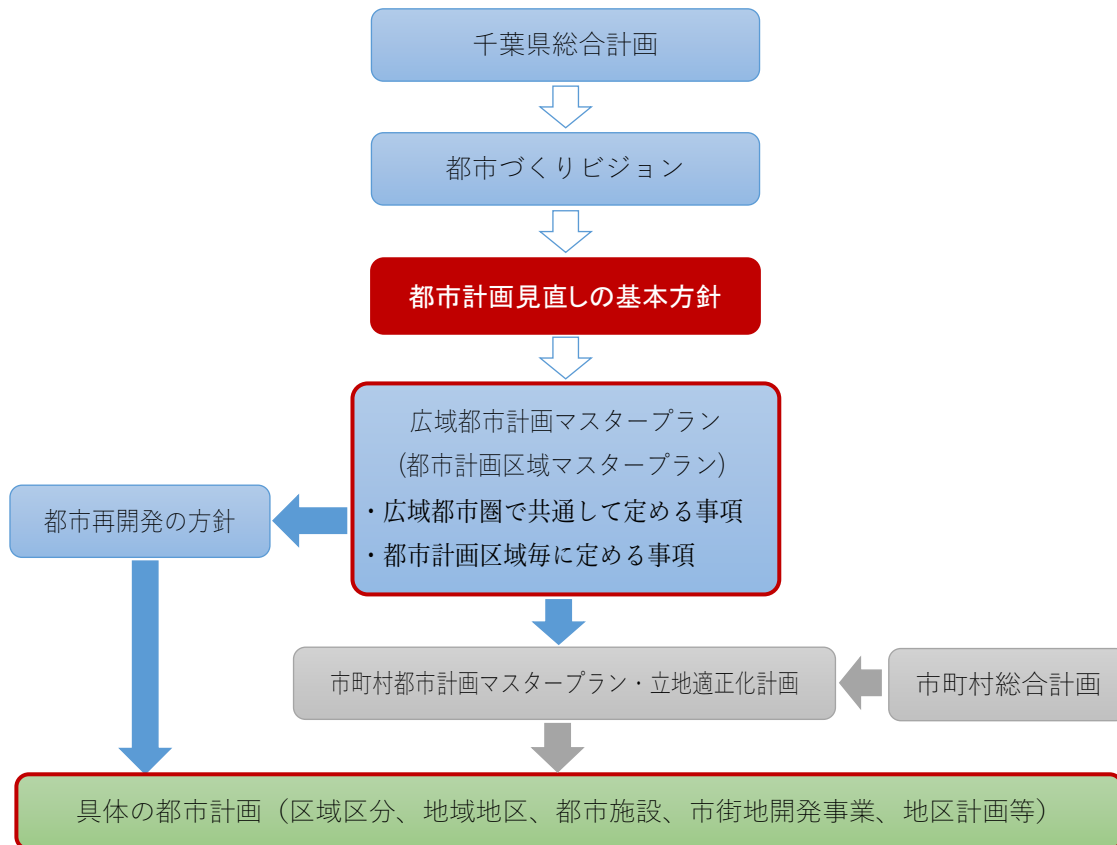 千葉県総合計画
都市づくりビジョン
都市計画見直しの基本方針
広域都市計画マスタープラン
(都市計画区域マスタープラン)
・広域都市圏で共通して定める事項
・都市計画区域毎に定める事項
都市再開発の方針
市町村都市計画マスタープラン・立地適正化計画
市町村総合計画
具体の都市計画（区域区分、地域地区、都市施設、市街地開発事業、地区計画等）